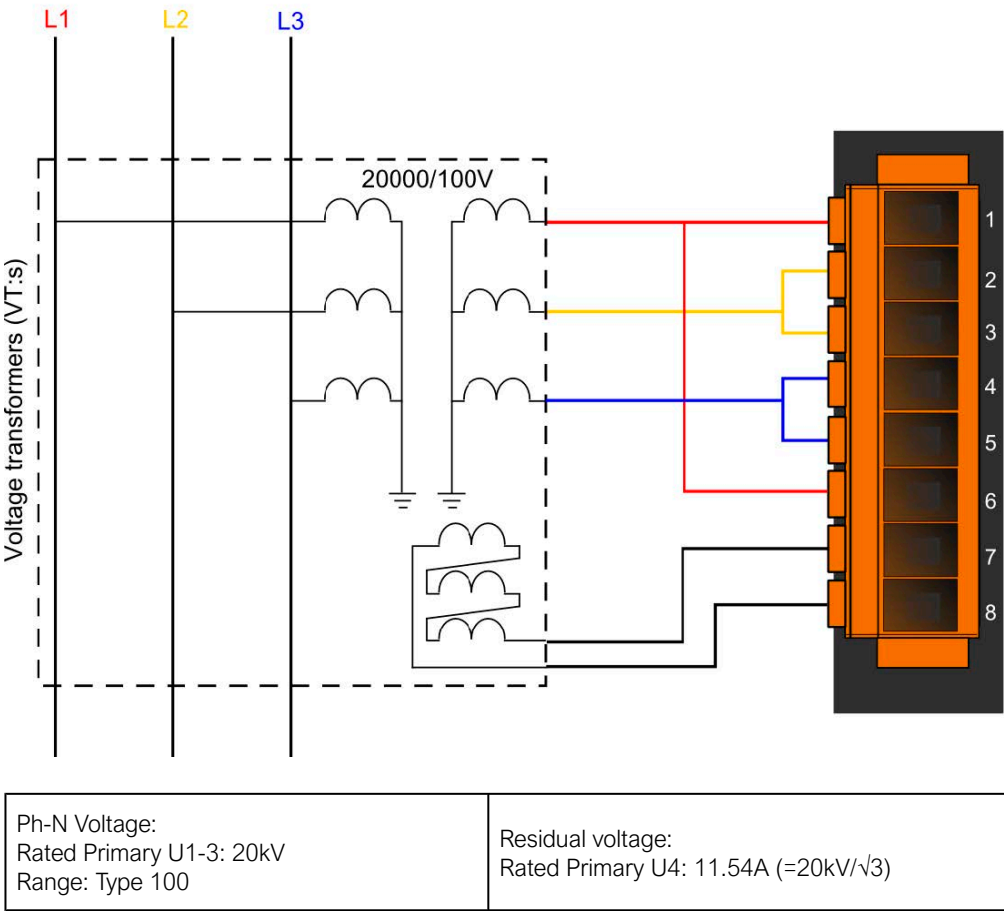 L1 L2 L3
20000/100V
Voltage transformers (VT:s)
1
2
3
4
5
6
7
8
Ph-N Voltage:
Rated Primary U1-3: 20kV
Range: Type 100
Residual voltage:
Rated Primary U4: 11.54A (=20kV/√3)